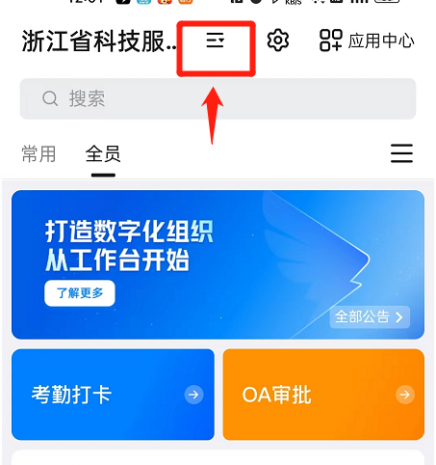 浙江省科技服..
应用中心
搜索
常用 全员
打造数字化组织
从工作台开始
了解更多
全部公告
考勤打卡
OA审批